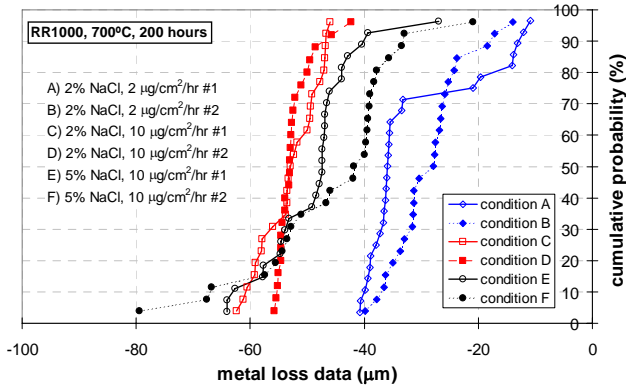 RR1000, 700ºC, 200 hours
A) 2% NaCl, 2 µg/cm²/hr #1
B) 2% NaCl, 2 µg/cm²/hr #2
C) 2% NaCl, 10 µg/cm²/hr #1
D) 2% NaCl, 10 µg/cm²/hr #2
E) 5% NaCl, 10 µg/cm²/hr #1
F) 5% NaCl, 10 µg/cm²/hr #2
condition A
condition B
condition C
condition D
condition E
condition F
100
90
80
70
60
50
40
30
20
10
0
cumulative probability (%)
-100
-80
-60
-40
-20
0
metal loss data (µm)